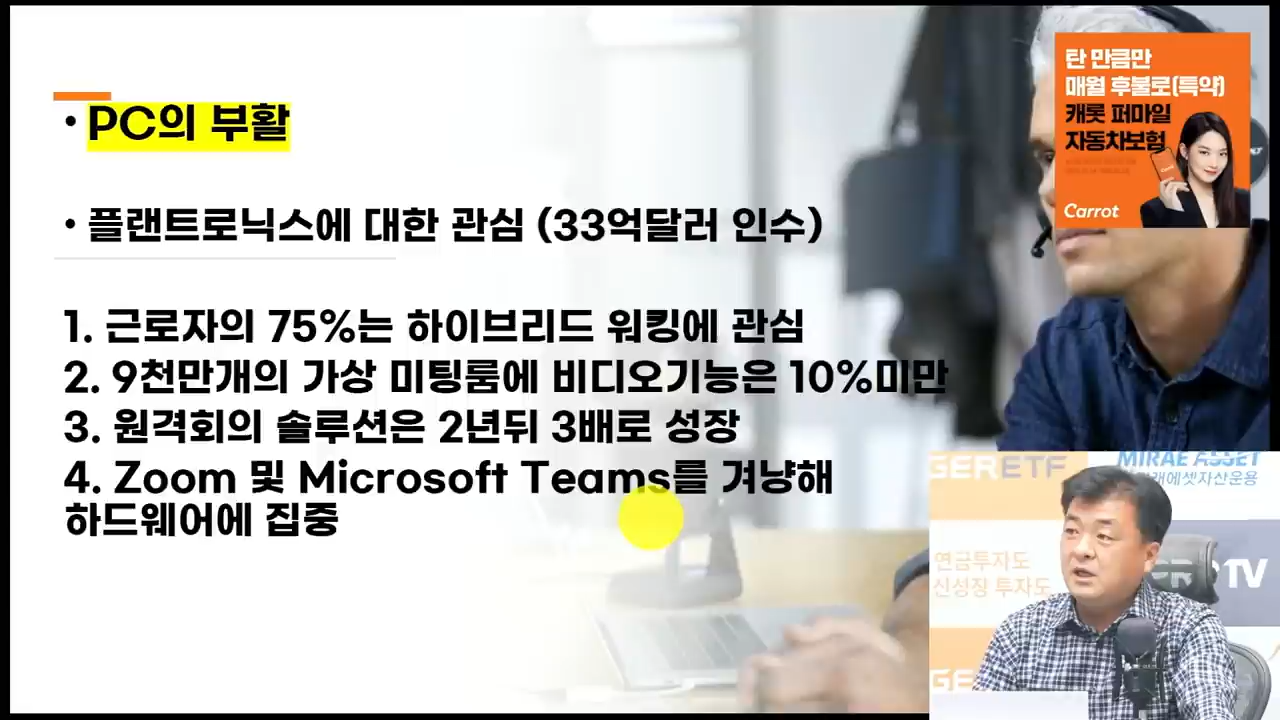 • PC의 부활
• 플랜트로닉스에 대한 관심 (33억달러 인수)
1. 근로자의 75%는 하이브리드 워킹에 관심
2. 9천만개의 가상 미팅룸에 비디오기능은 10%미만
3. 원격회의 솔루션은 2년뒤 3배로 성장
4. Zoom 및 Microsoft Teams를 겨냥해
하드웨어에 집중
탄 만큼만
매월 후불로(특약)
캐롯 퍼마일
자동차보험
Carrot
GERETF
MIRAE ASSET
래에셋자산운용
연금투자도
신성장 투자도
TV
GE